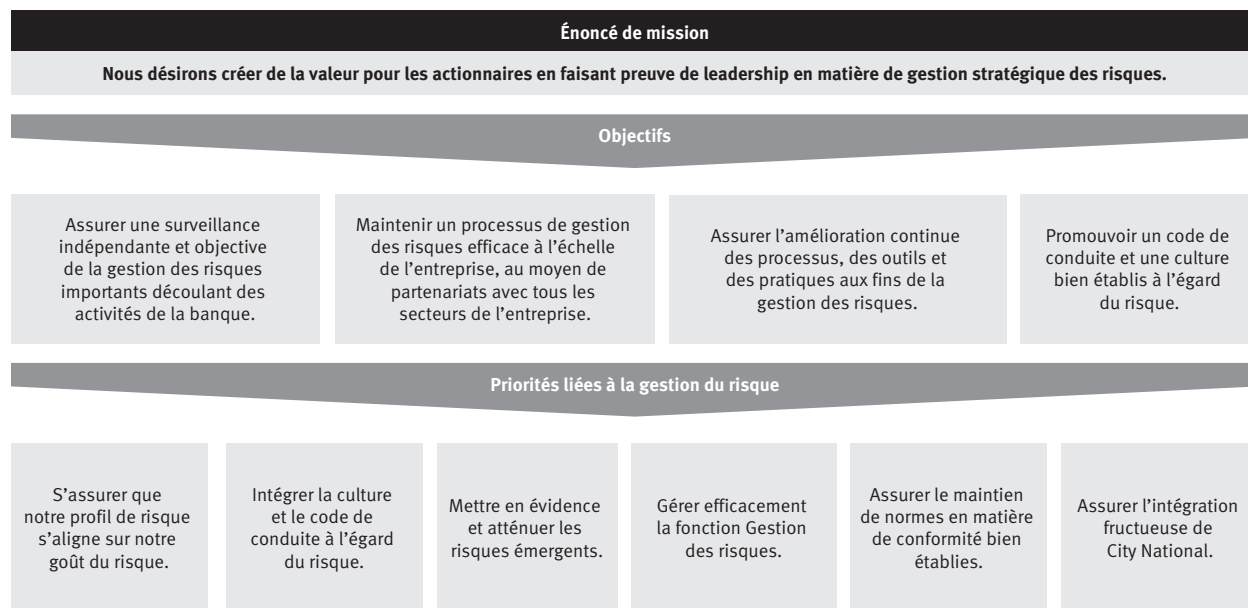 Énoncé de mission
Nous désirons créer de la valeur pour les actionnaires en faisant preuve de leadership en matière de gestion stratégique des risques.
Objectifs
Assurer une surveillance
indépendante et objective
de la gestion des risques
importants découlant des
activités de la banque.
Maintenir un processus de gestion
des risques efficace à l’échelle
de l’entreprise, au moyen de
partenariats avec tous les
secteurs de l’entreprise.
Assurer l’amélioration continue
des processus, des outils et
des pratiques aux fins de la
gestion des risques.
Promouvoir un code de
conduite et une culture
bien établis à l’égard
du risque.
Priorités liées à la gestion du risque
S’assurer que
notre profil de risque
s’aligne sur notre
goût du risque.
Intégrer la culture
et le code de
conduite à l’égard
du risque.
Mettre en évidence
et atténuer les
risques émergents.
Gérer efficacement
la fonction Gestion
des risques.
Assurer le maintien
de normes en matière
de conformité bien
établies.
Assurer l’intégration
fructueuse de
City National.